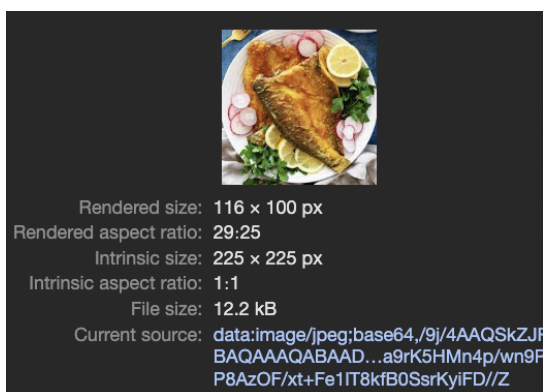 Rendered size: 116 × 100 px
Rendered aspect ratio: 29:25
Intrinsic size: 225 × 225 px
Intrinsic aspect ratio: 1:1
File size: 12.2 kB
Current source: data:image/jpeg;base64,/9j/4AAQSkZJF
BAQAAAQABAAD…a9rK5HMn4p/wn9P
P8AzOF/xt+Fe1lT8kfB0SsrKyiFD//Z